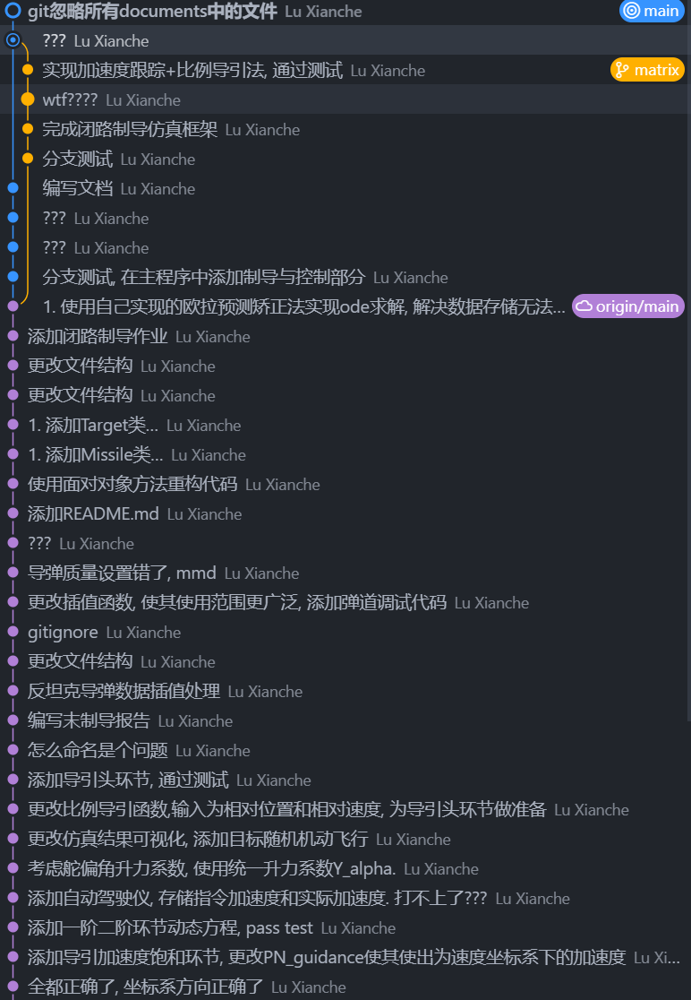 git忽略所有documents中的文件 Lu Xianche main
??? Lu Xianche
实现加速度跟踪+比例导引法, 通过测试 Lu Xianche matrix
wtf???? Lu Xianche
完成闭路制导仿真框架 Lu Xianche
分支测试 Lu Xianche
编写文档 Lu Xianche
??? Lu Xianche
??? Lu Xianche
分支测试, 在主程序中添加制导与控制部分 Lu Xianche
1. 使用自己实现的欧拉预测矫正法实现ode求解, 解决数据存储无法... origin/main
添加闭路制导作业 Lu Xianche
更改文件结构 Lu Xianche
更改文件结构 Lu Xianche
1. 添加Target类... Lu Xianche
1. 添加Missile类... Lu Xianche
使用面对对象方法重构代码 Lu Xianche
添加README.md Lu Xianche
??? Lu Xianche
导弹质量设置错了, mmd Lu Xianche
更改插值函数, 使其使用范围更广泛, 添加弹道调试代码 Lu Xianche
gitignore Lu Xianche
更改文件结构 Lu Xianche
反坦克导弹数据插值处理 Lu Xianche
编写末制导报告 Lu Xianche
怎么命名是个问题 Lu Xianche
添加导引头环节, 通过测试 Lu Xianche
更改比例导引函数,输入为相对位置和相对速度, 为导引头环节做准备 Lu Xianche
更改仿真结果可视化, 添加目标随机机动飞行 Lu Xianche
考虑舵偏角升力系数, 使用统一升力系数Y_alpha. Lu Xianche
添加自动驾驶仪, 存储指令加速度和实际加速度. 打不上了??? Lu Xianche
添加一阶二阶环节动态方程, pass test Lu Xianche
添加导引加速度饱和环节, 更改PN_guidance使其使出为速度坐标系下的加速度 Lu Xi...
全都正确了, 坐标系方向正确了 Lu Xianche